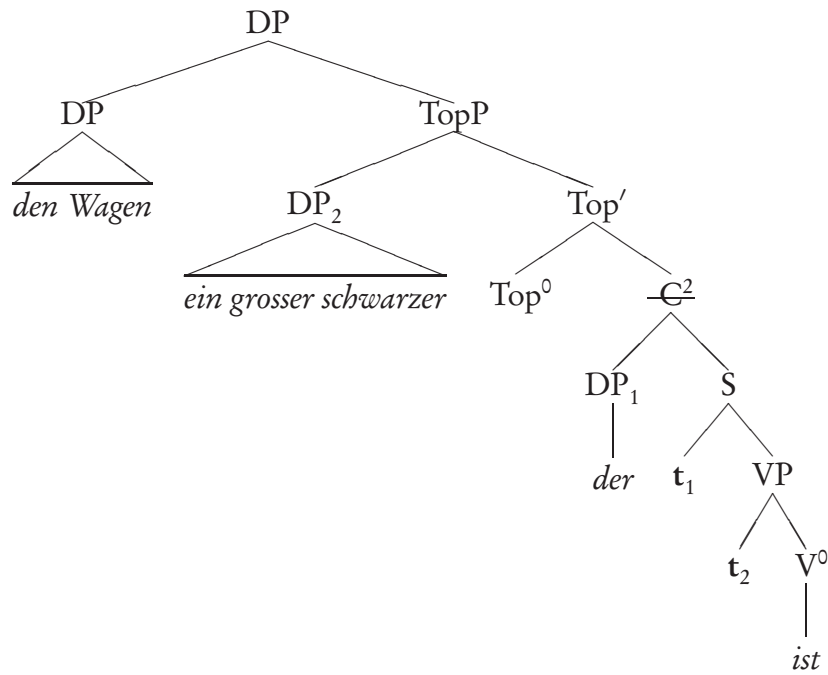 DP
DP TopP
den Wagen DP₂ Top′
ein grosser schwarzer Top⁰ C²
DP₁ S
der t₁ VP
t₂ V⁰
ist